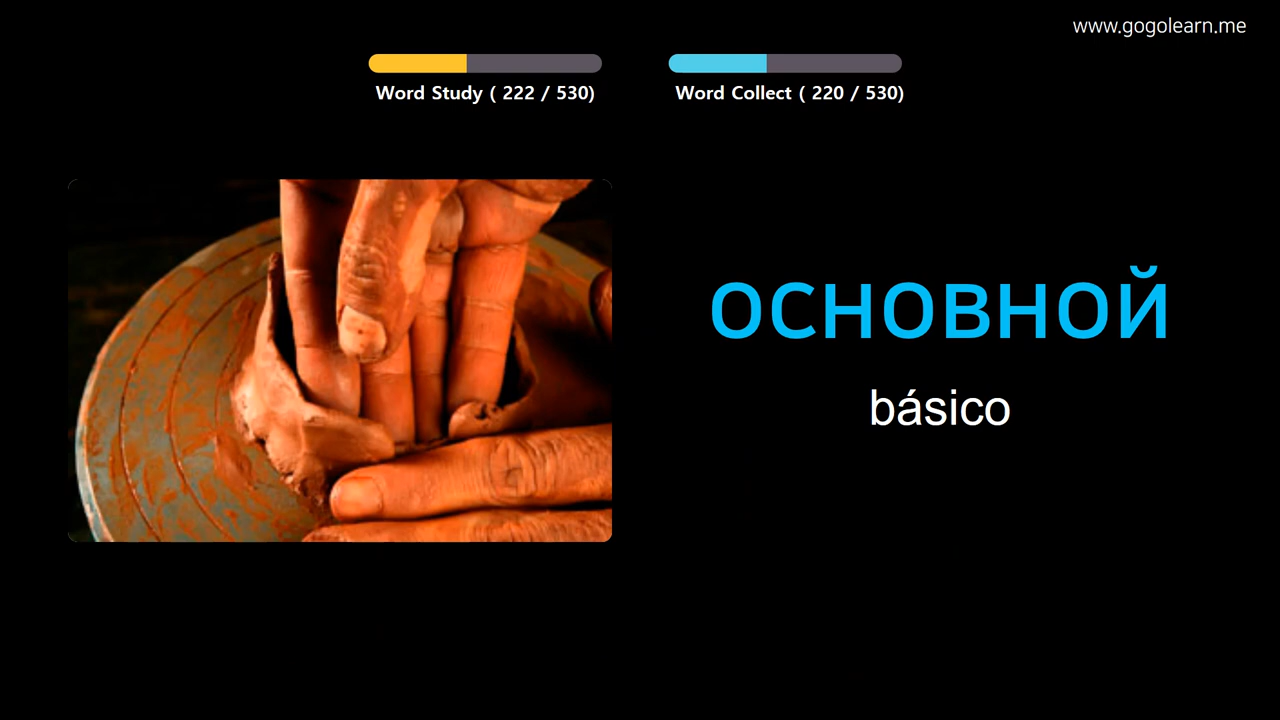 www.gogolearn.me
Word Study ( 222 / 530)
Word Collect ( 220 / 530)
основной
básico